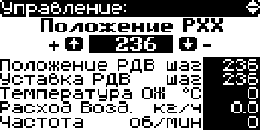 Управление:
Положение РХХ
+ 236 -
Положение РДВ шаг 236
Уставка РДВ шаг 236
Температура ОЖ °C 0
Расход Возд. кг/ч 0.0
Частота об/мин 0